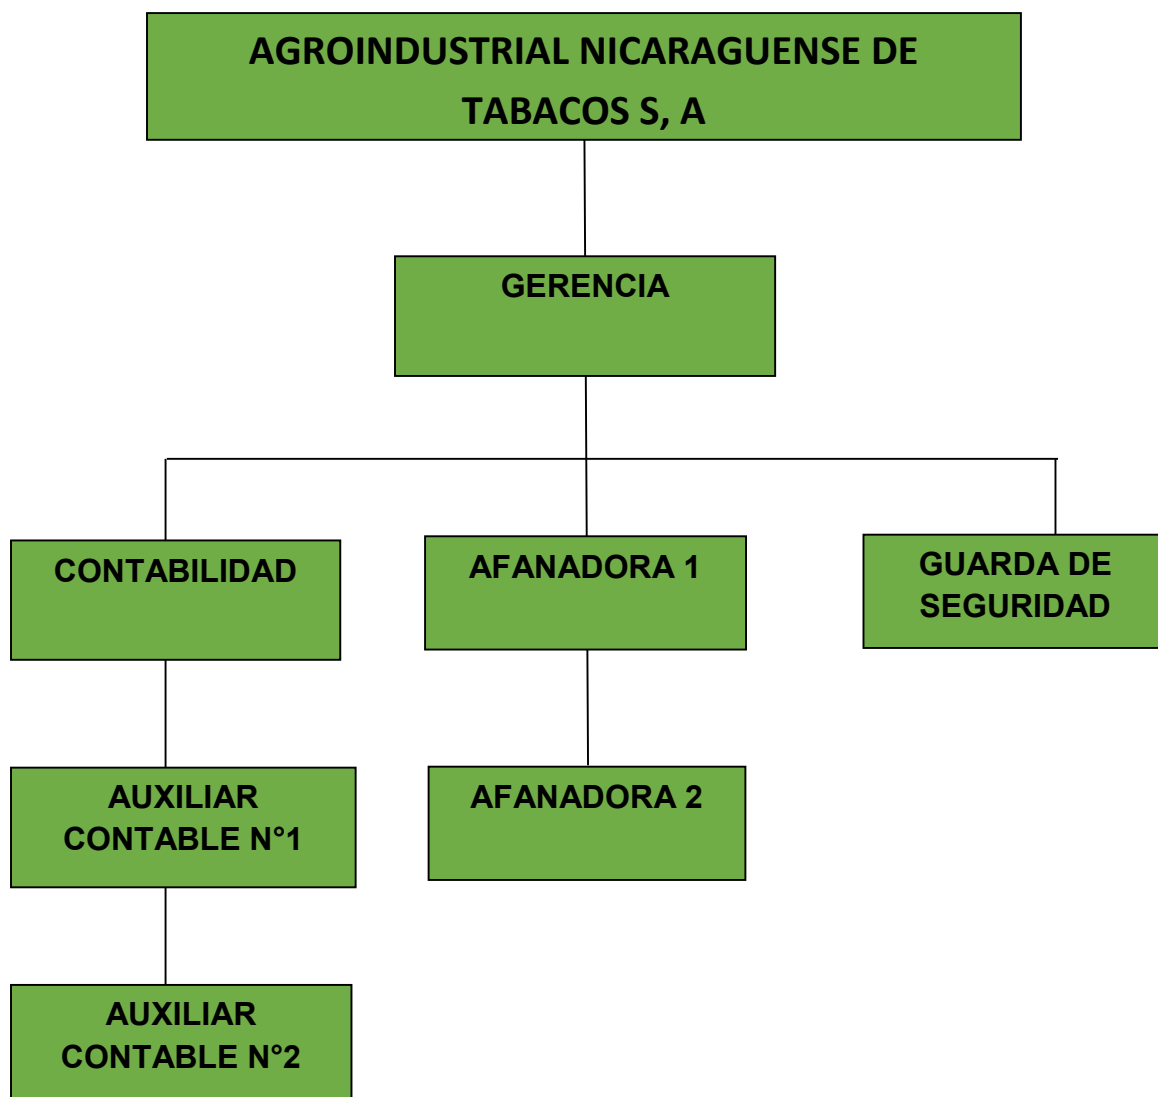 AGROINDUSTRIAL NICARAGUENSE DE
TABACOS S, A
GERENCIA
CONTABILIDAD
AFANADORA 1
GUARDA DE
SEGURIDAD
AUXILIAR
CONTABLE N°1
AFANADORA 2
AUXILIAR
CONTABLE N°2